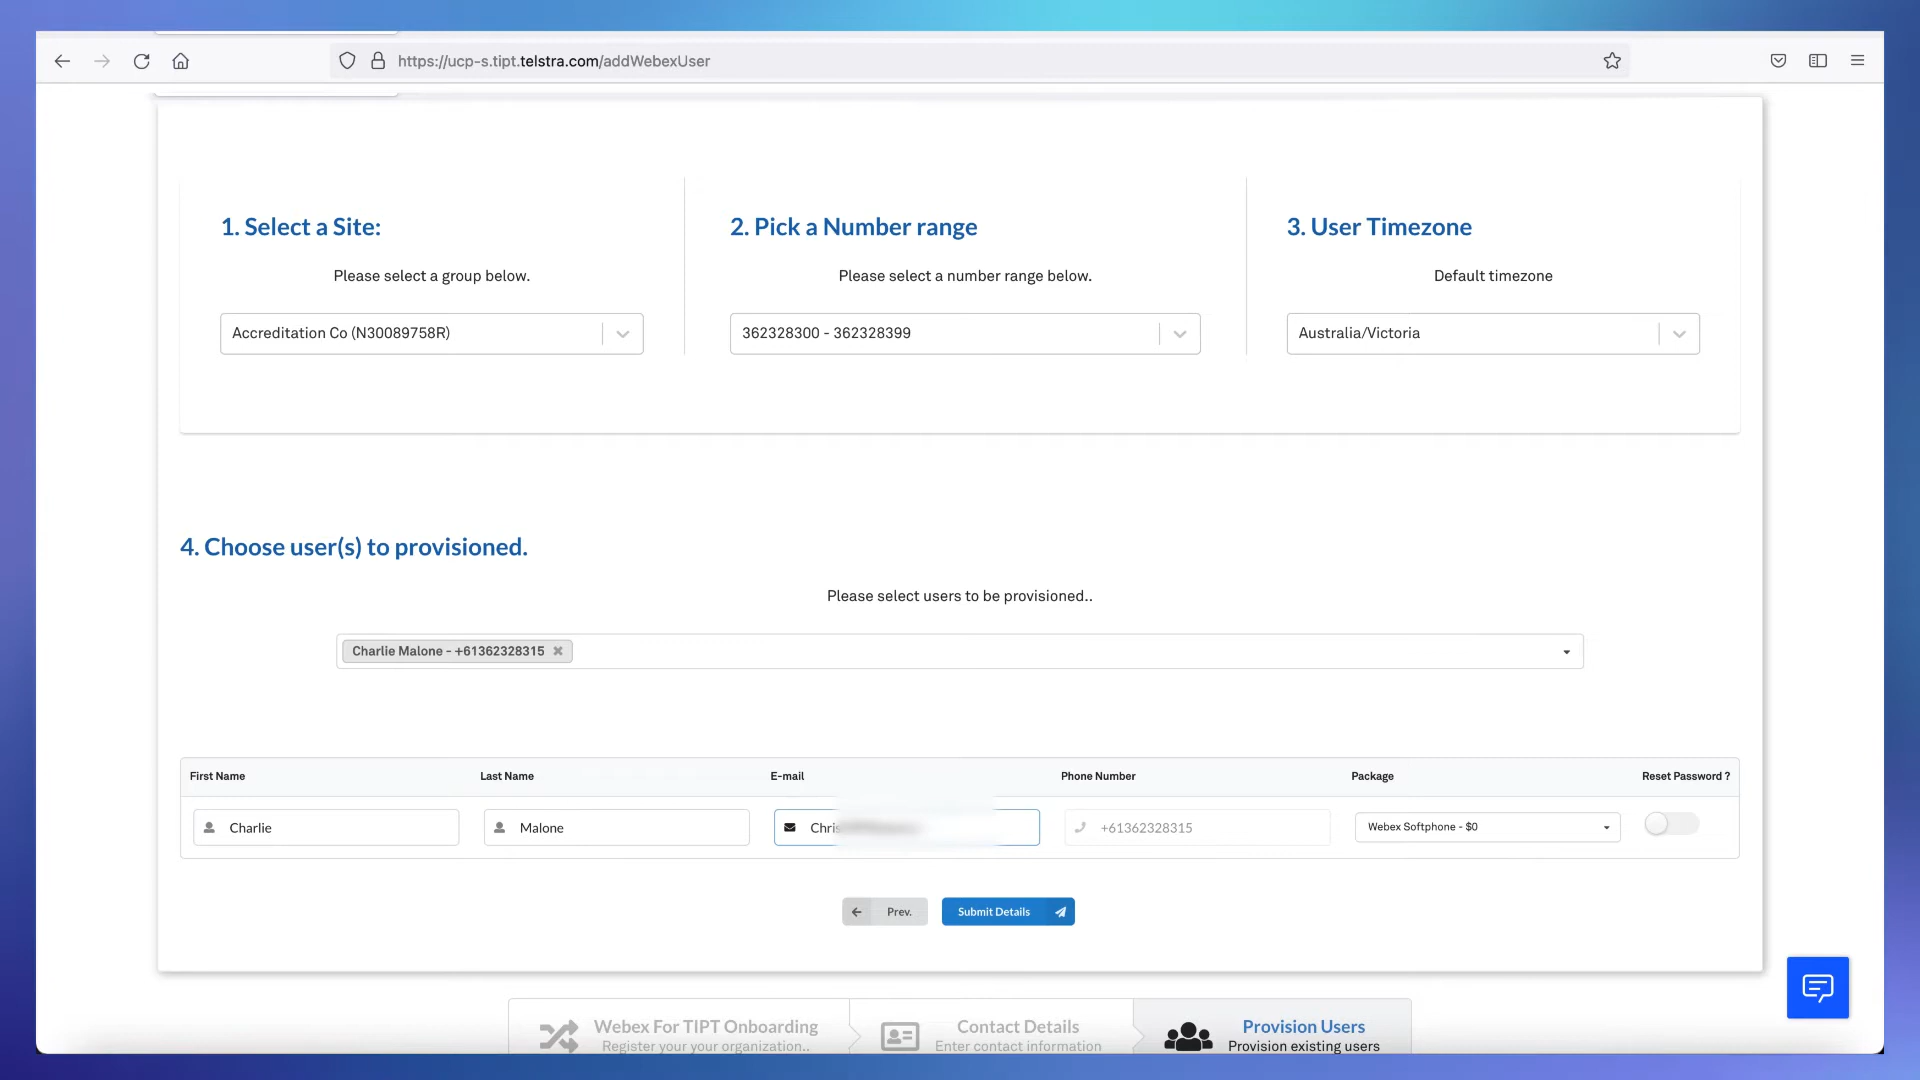 https://ucp-s.tipt.telstra.com/addWebexUser
1. Select a Site:
2. Pick a Number range
3. User Timezone
Please select a group below.
Please select a number range below.
Default timezone
Accreditation Co (N30089758R)
362328300 - 362328399
Australia/Victoria
4. Choose user(s) to provisioned.
Please select users to be provisioned..
Charlie Malone - +61362328315
First Name
Last Name
E-mail
Phone Number
Package
Reset Password ?
Charlie
Malone
Chris
+61362328315
Webex Softphone - $0
Prev.
Submit Details
Webex For TIPT Onboarding
Register your your organization..
Contact Details
Enter contact information
Provision Users
Provision existing users